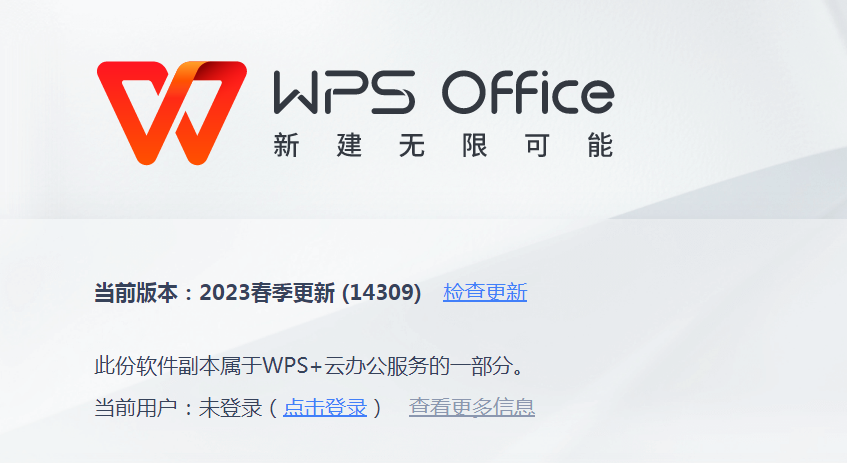 WPS Office
新建无限可能
当前版本：2023春季更新 (14309) 检查更新
此份软件副本属于WPS+云办公服务的一部分。
当前用户：未登录（点击登录） 查看更多信息